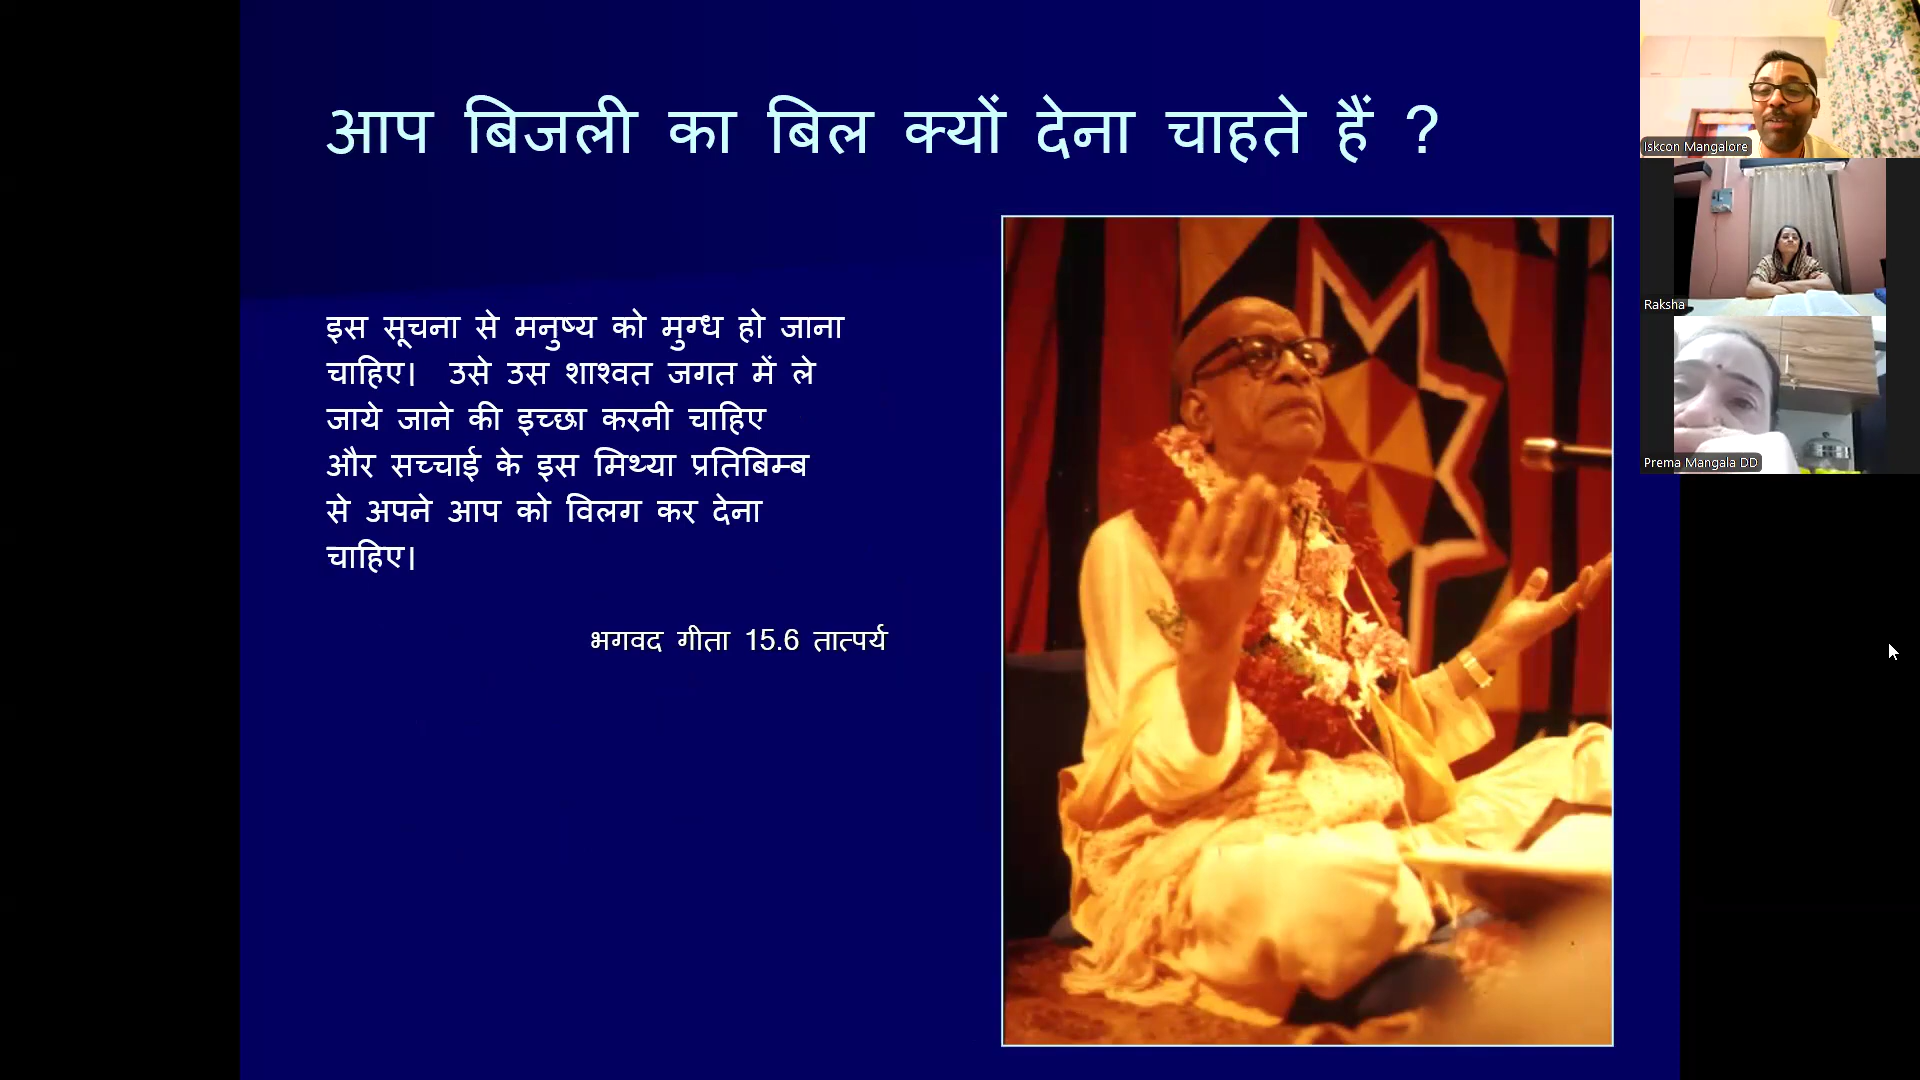 आप बिजली का बिल क्यों देना चाहते हैं ?
इस सूचना से मनुष्य को मुग्ध हो जाना
चाहिए। उसे उस शाश्वत जगत में ले
जाये जाने की इच्छा करनी चाहिए
और सच्चाई के इस मिथ्या प्रतिबिम्ब
से अपने आप को विलग कर देना
चाहिए।
भगवद गीता 15.6 तात्पर्य
Iskcon Mangalore
Raksha
Prema Mangala DD